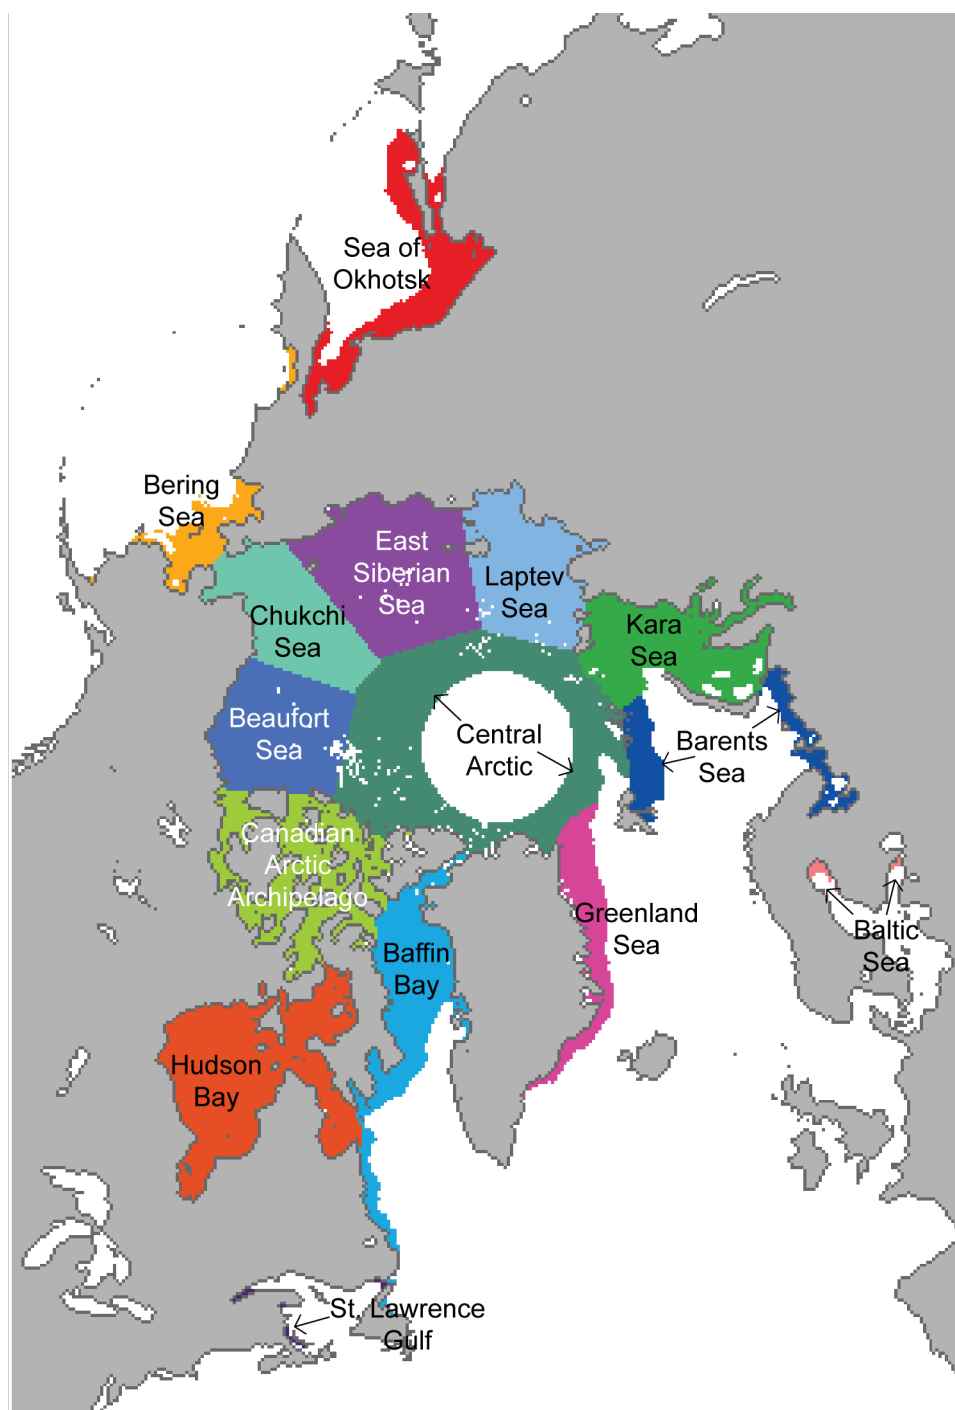 Sea of
Okhotsk
Bering
Sea
East
Siberian
Sea
Laptev
Sea
Chukchi
Sea
Kara
Sea
Beaufort
Sea
Central
Arctic
Barents
Sea
Canadian
Arctic
Archipelago
Greenland
Sea
Baltic
Sea
Baffin
Bay
Hudson
Bay
St. Lawrence
Gulf